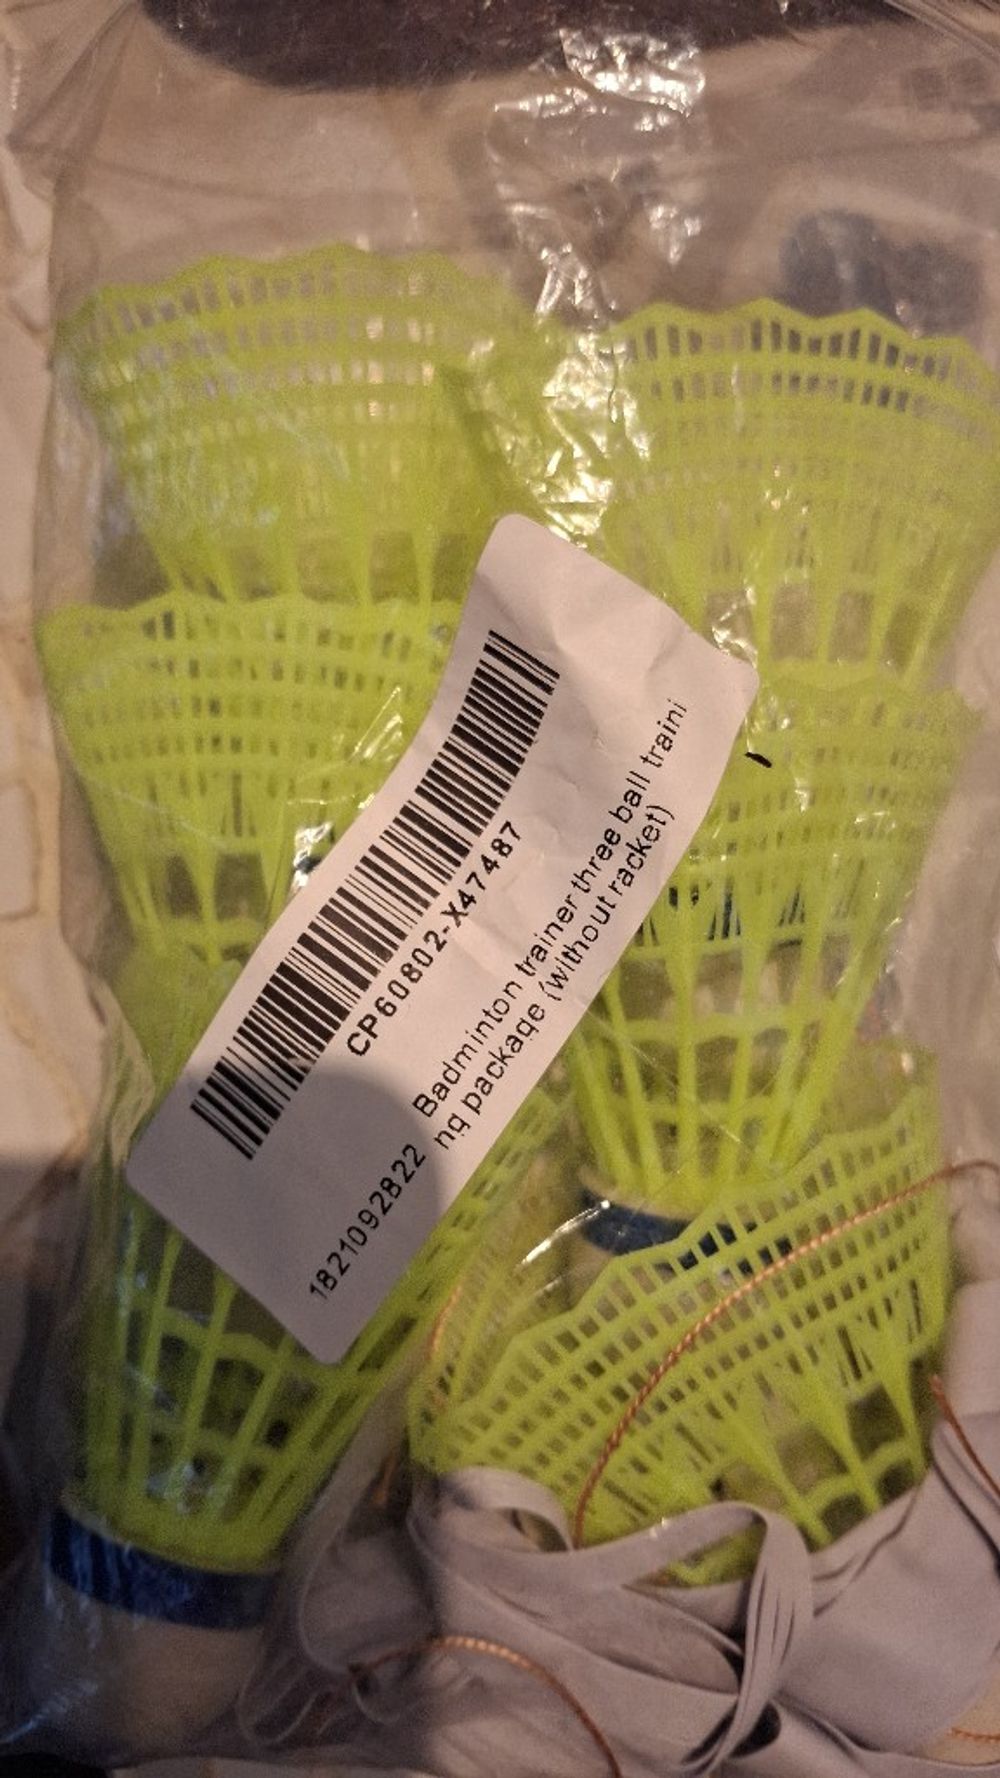 CP60802-X47487
1821092822 Badminton trainer three ball traini
ng package (without racket)